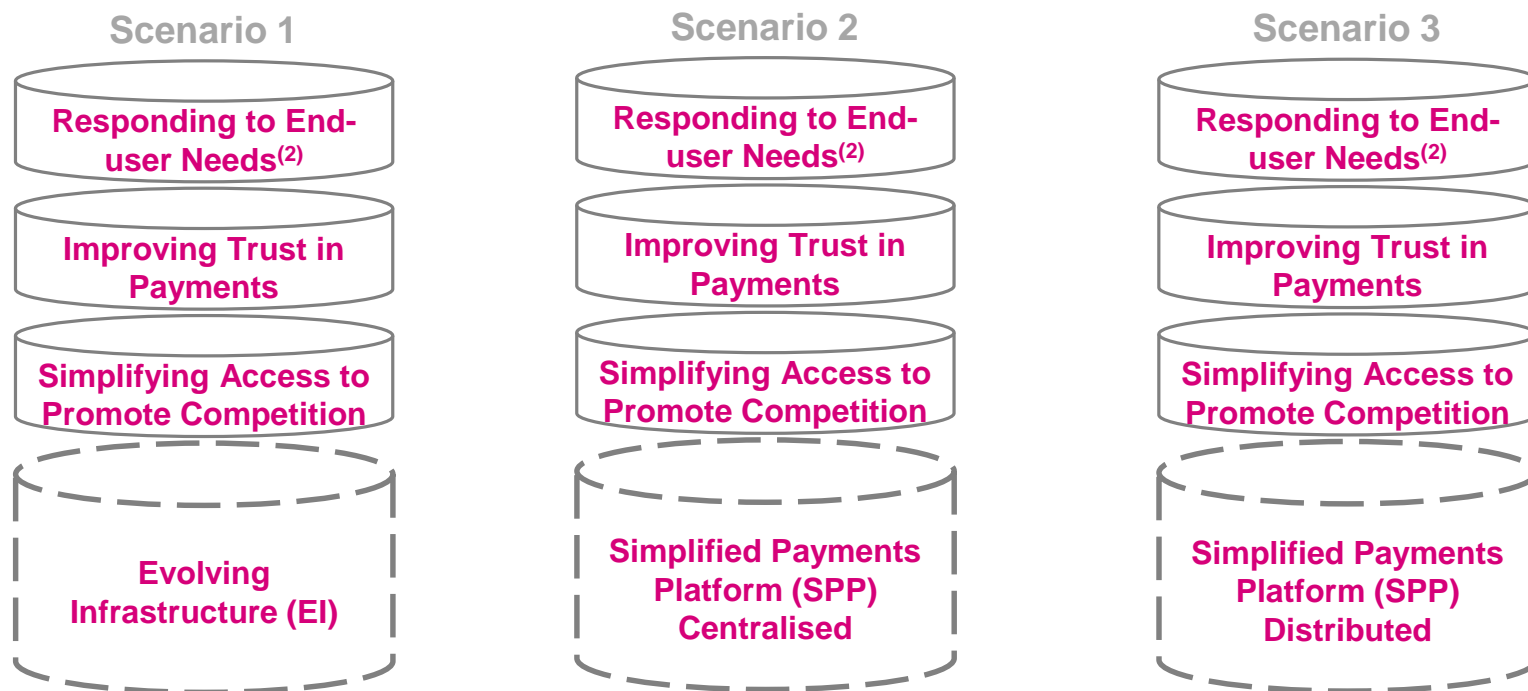 Scenario 1
Responding to End-
user Needs(2)
Improving Trust in
Payments
Simplifying Access to
Promote Competition
Evolving
Infrastructure (EI)
Scenario 2
Responding to End-
user Needs(2)
Improving Trust in
Payments
Simplifying Access to
Promote Competition
Simplified Payments
Platform (SPP)
Centralised
Scenario 3
Responding to End-
user Needs(2)
Improving Trust in
Payments
Simplifying Access to
Promote Competition
Simplified Payments
Platform (SPP)
Distributed